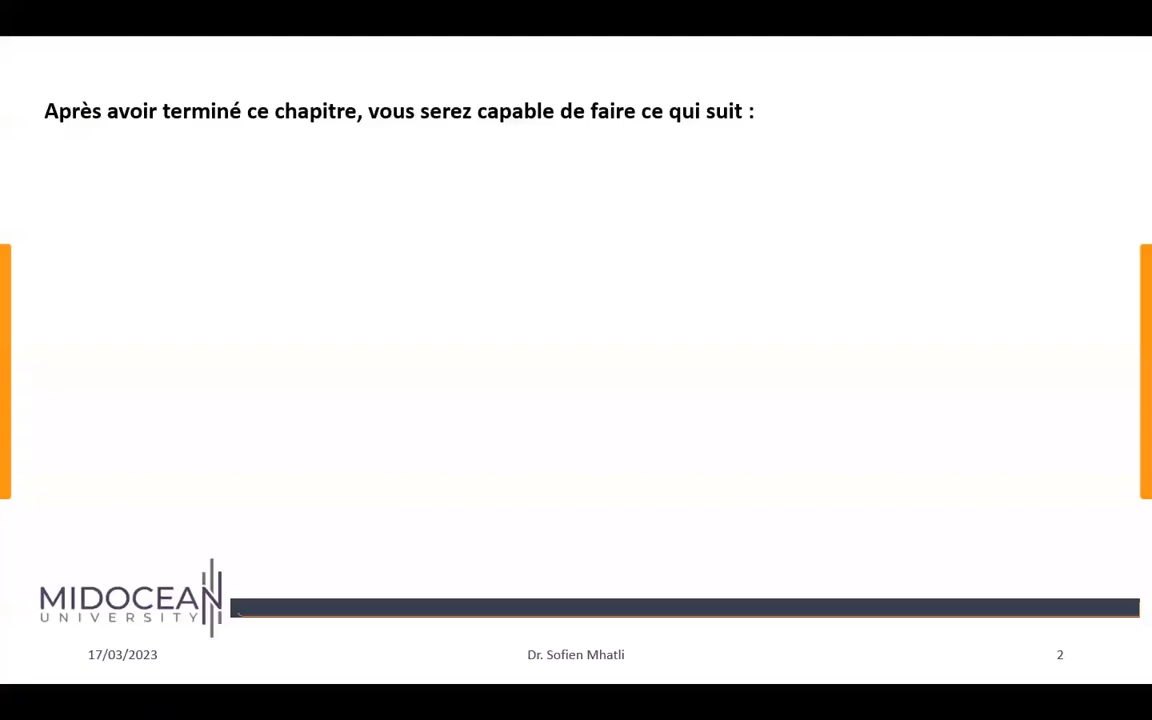 Après avoir terminé ce chapitre, vous serez capable de faire ce qui suit :
MIDOCEAN
UNIVERSITY
17/03/2023
Dr. Sofien Mhatli
2